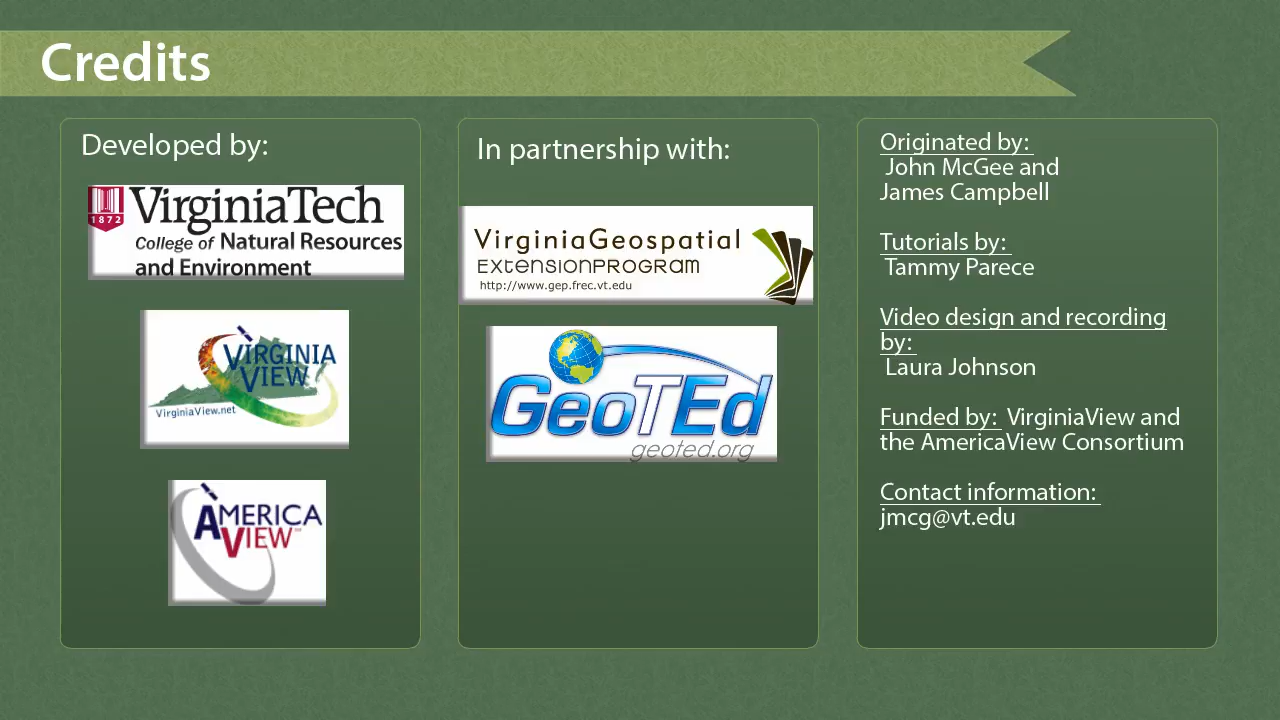 Credits
Developed by:
VirginiaTech
1872
College of Natural Resources
and Environment
VIRGINIA
VIEW
VirginiaView.net
AMERICA
VIEW
In partnership with:
VirginiaGeospatial
ExtensionPROGRAM
http://www.gep.frec.vt.edu
GeoTEd
geoted.org
Originated by:
John McGee and
James Campbell
Tutorials by:
Tammy Parece
Video design and recording
by:
Laura Johnson
Funded by: VirginiaView and
the AmericaView Consortium
Contact information:
jmcg@vt.edu